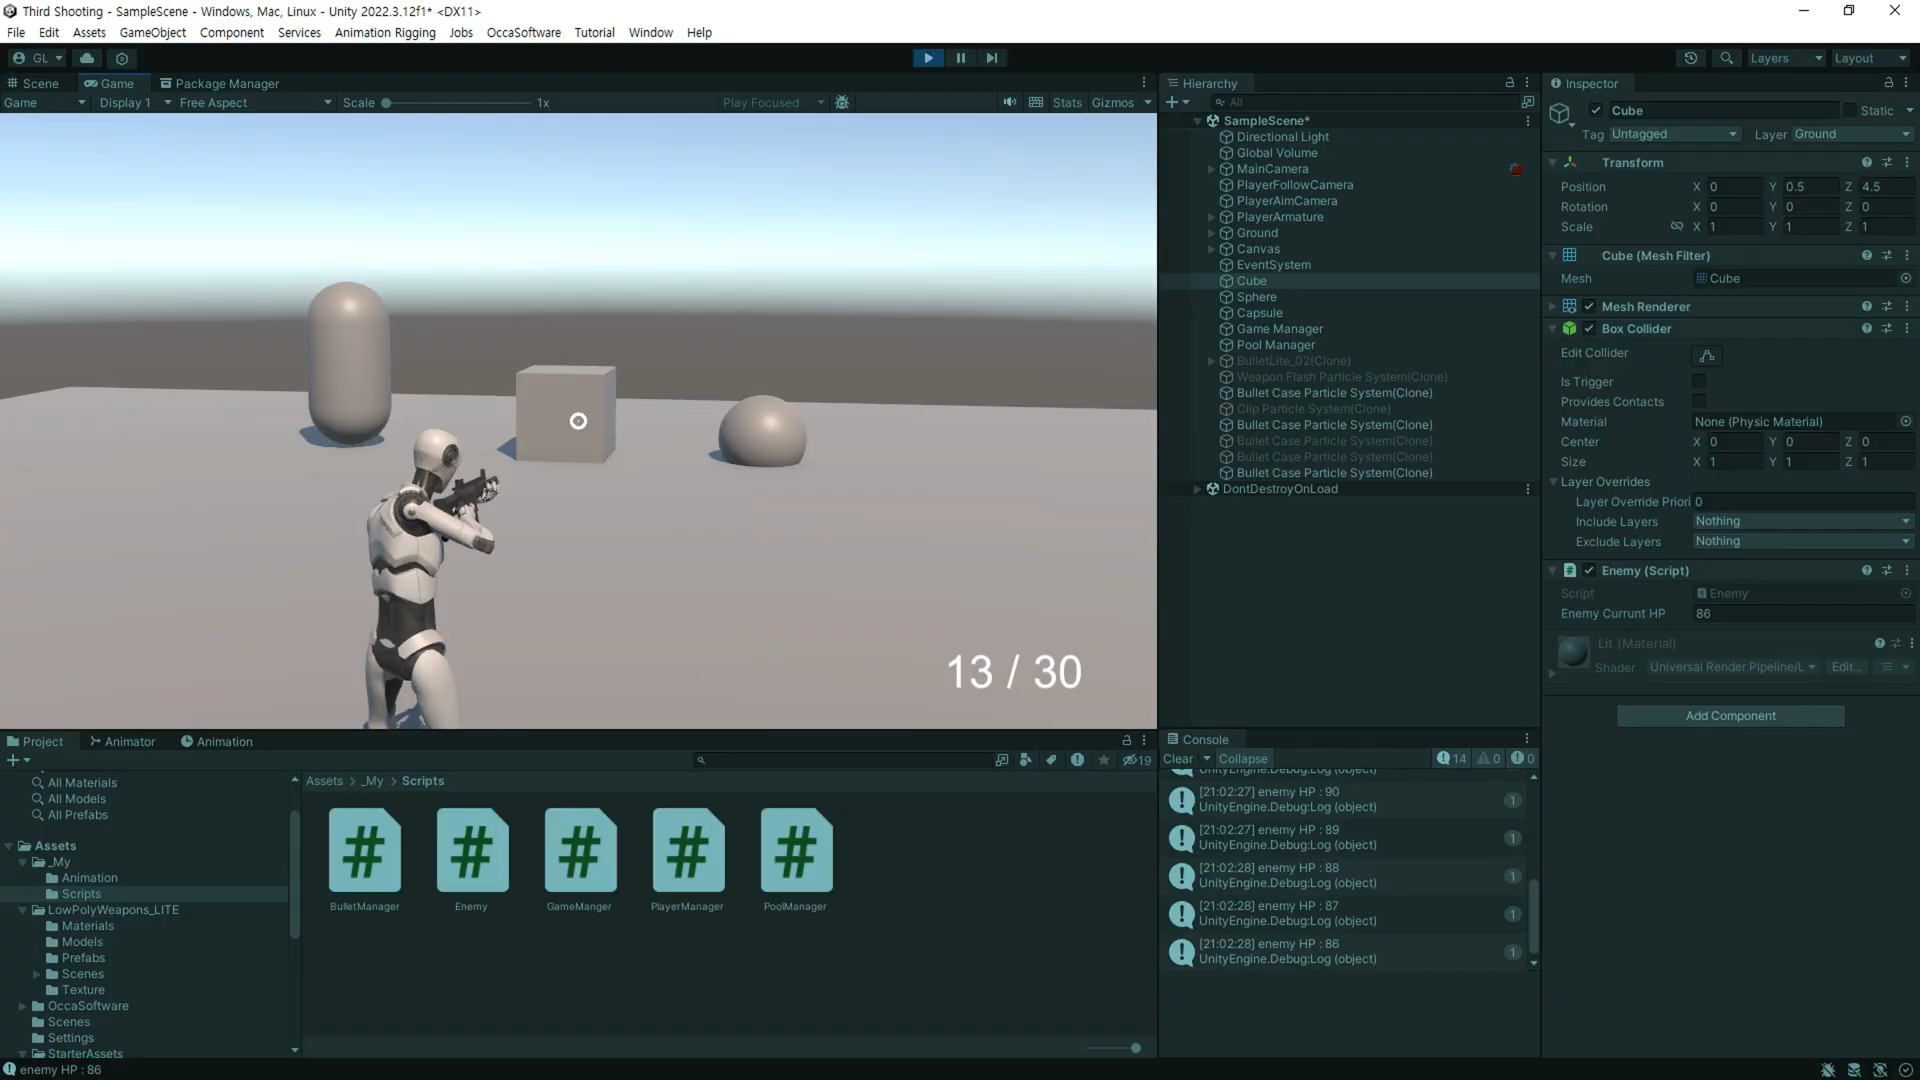 Third Shooting - SampleScene - Windows, Mac, Linux - Unity 2022.3.12f1* <DX11>
File Edit Assets GameObject Component Services Animation Rigging Jobs OccaSoftware Tutorial Window Help
GL Layers Layout
Scene Game Package Manager
Game Display 1 Free Aspect Scale 1x Play Focused Stats Gizmos
13 / 30
Hierarchy
All
SampleScene*
Directional Light
Global Volume
MainCamera
PlayerFollowCamera
PlayerAimCamera
PlayerArmature
Ground
Canvas
EventSystem
Cube
Sphere
Capsule
Game Manager
Pool Manager
BulletLite_02(Clone)
Weapon Flash Particle System(Clone)
Bullet Case Particle System(Clone)
Clip Particle System(Clone)
Bullet Case Particle System(Clone)
Bullet Case Particle System(Clone)
Bullet Case Particle System(Clone)
Bullet Case Particle System(Clone)
DontDestroyOnLoad
Inspector
Cube Static
Tag Untagged Layer Ground
Transform
Position X 0 Y 0.5 Z 4.5
Rotation X 0 Y 0 Z 0
Scale X 1 Y 1 Z 1
Cube (Mesh Filter)
Mesh Cube
Mesh Renderer
Box Collider
Edit Collider
Is Trigger
Provides Contacts
Material None (Physic Material)
Center X 0 Y 0 Z 0
Size X 1 Y 1 Z 1
Layer Overrides
Layer Override Priori 0
Include Layers Nothing
Exclude Layers Nothing
# Enemy (Script)
Script Enemy
Enemy Currunt HP 86
Lit (Material)
Shader Universal Render Pipeline/L Edit...
Add Component
Project Animator Animation
19
All Materials
All Models
All Prefabs
Assets
_My
Animation
Scripts
LowPolyWeapons_LITE
Materials
Models
Prefabs
Scenes
Texture
OccaSoftware
Scenes
Settings
StarterAssets
Assets > _My > Scripts
# # # # #
BulletManager Enemy GameManger PlayerManager PoolManager
Console
Clear Collapse 14 0 0
UnityEngine.Debug:Log (object)
[21:02:27] enemy HP : 90
UnityEngine.Debug:Log (object)
1
[21:02:27] enemy HP : 89
UnityEngine.Debug:Log (object)
1
[21:02:28] enemy HP : 88
UnityEngine.Debug:Log (object)
1
[21:02:28] enemy HP : 87
UnityEngine.Debug:Log (object)
1
[21:02:28] enemy HP : 86
UnityEngine.Debug:Log (object)
1
enemy HP : 86